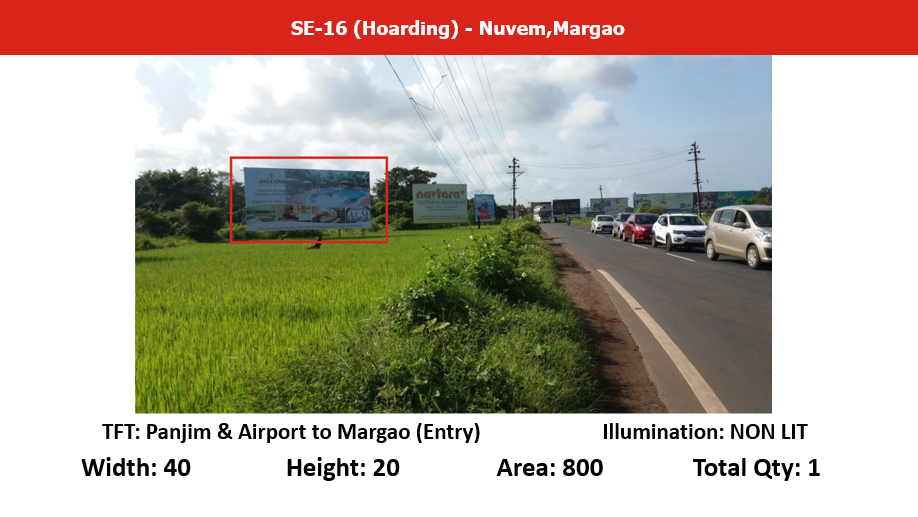 SE-16 (Hoarding) - Nuvem,Margao
navtara
TFT: Panjim & Airport to Margao (Entry)
Illumination: NON LIT
Width: 40
Height: 20
Area: 800
Total Qty: 1